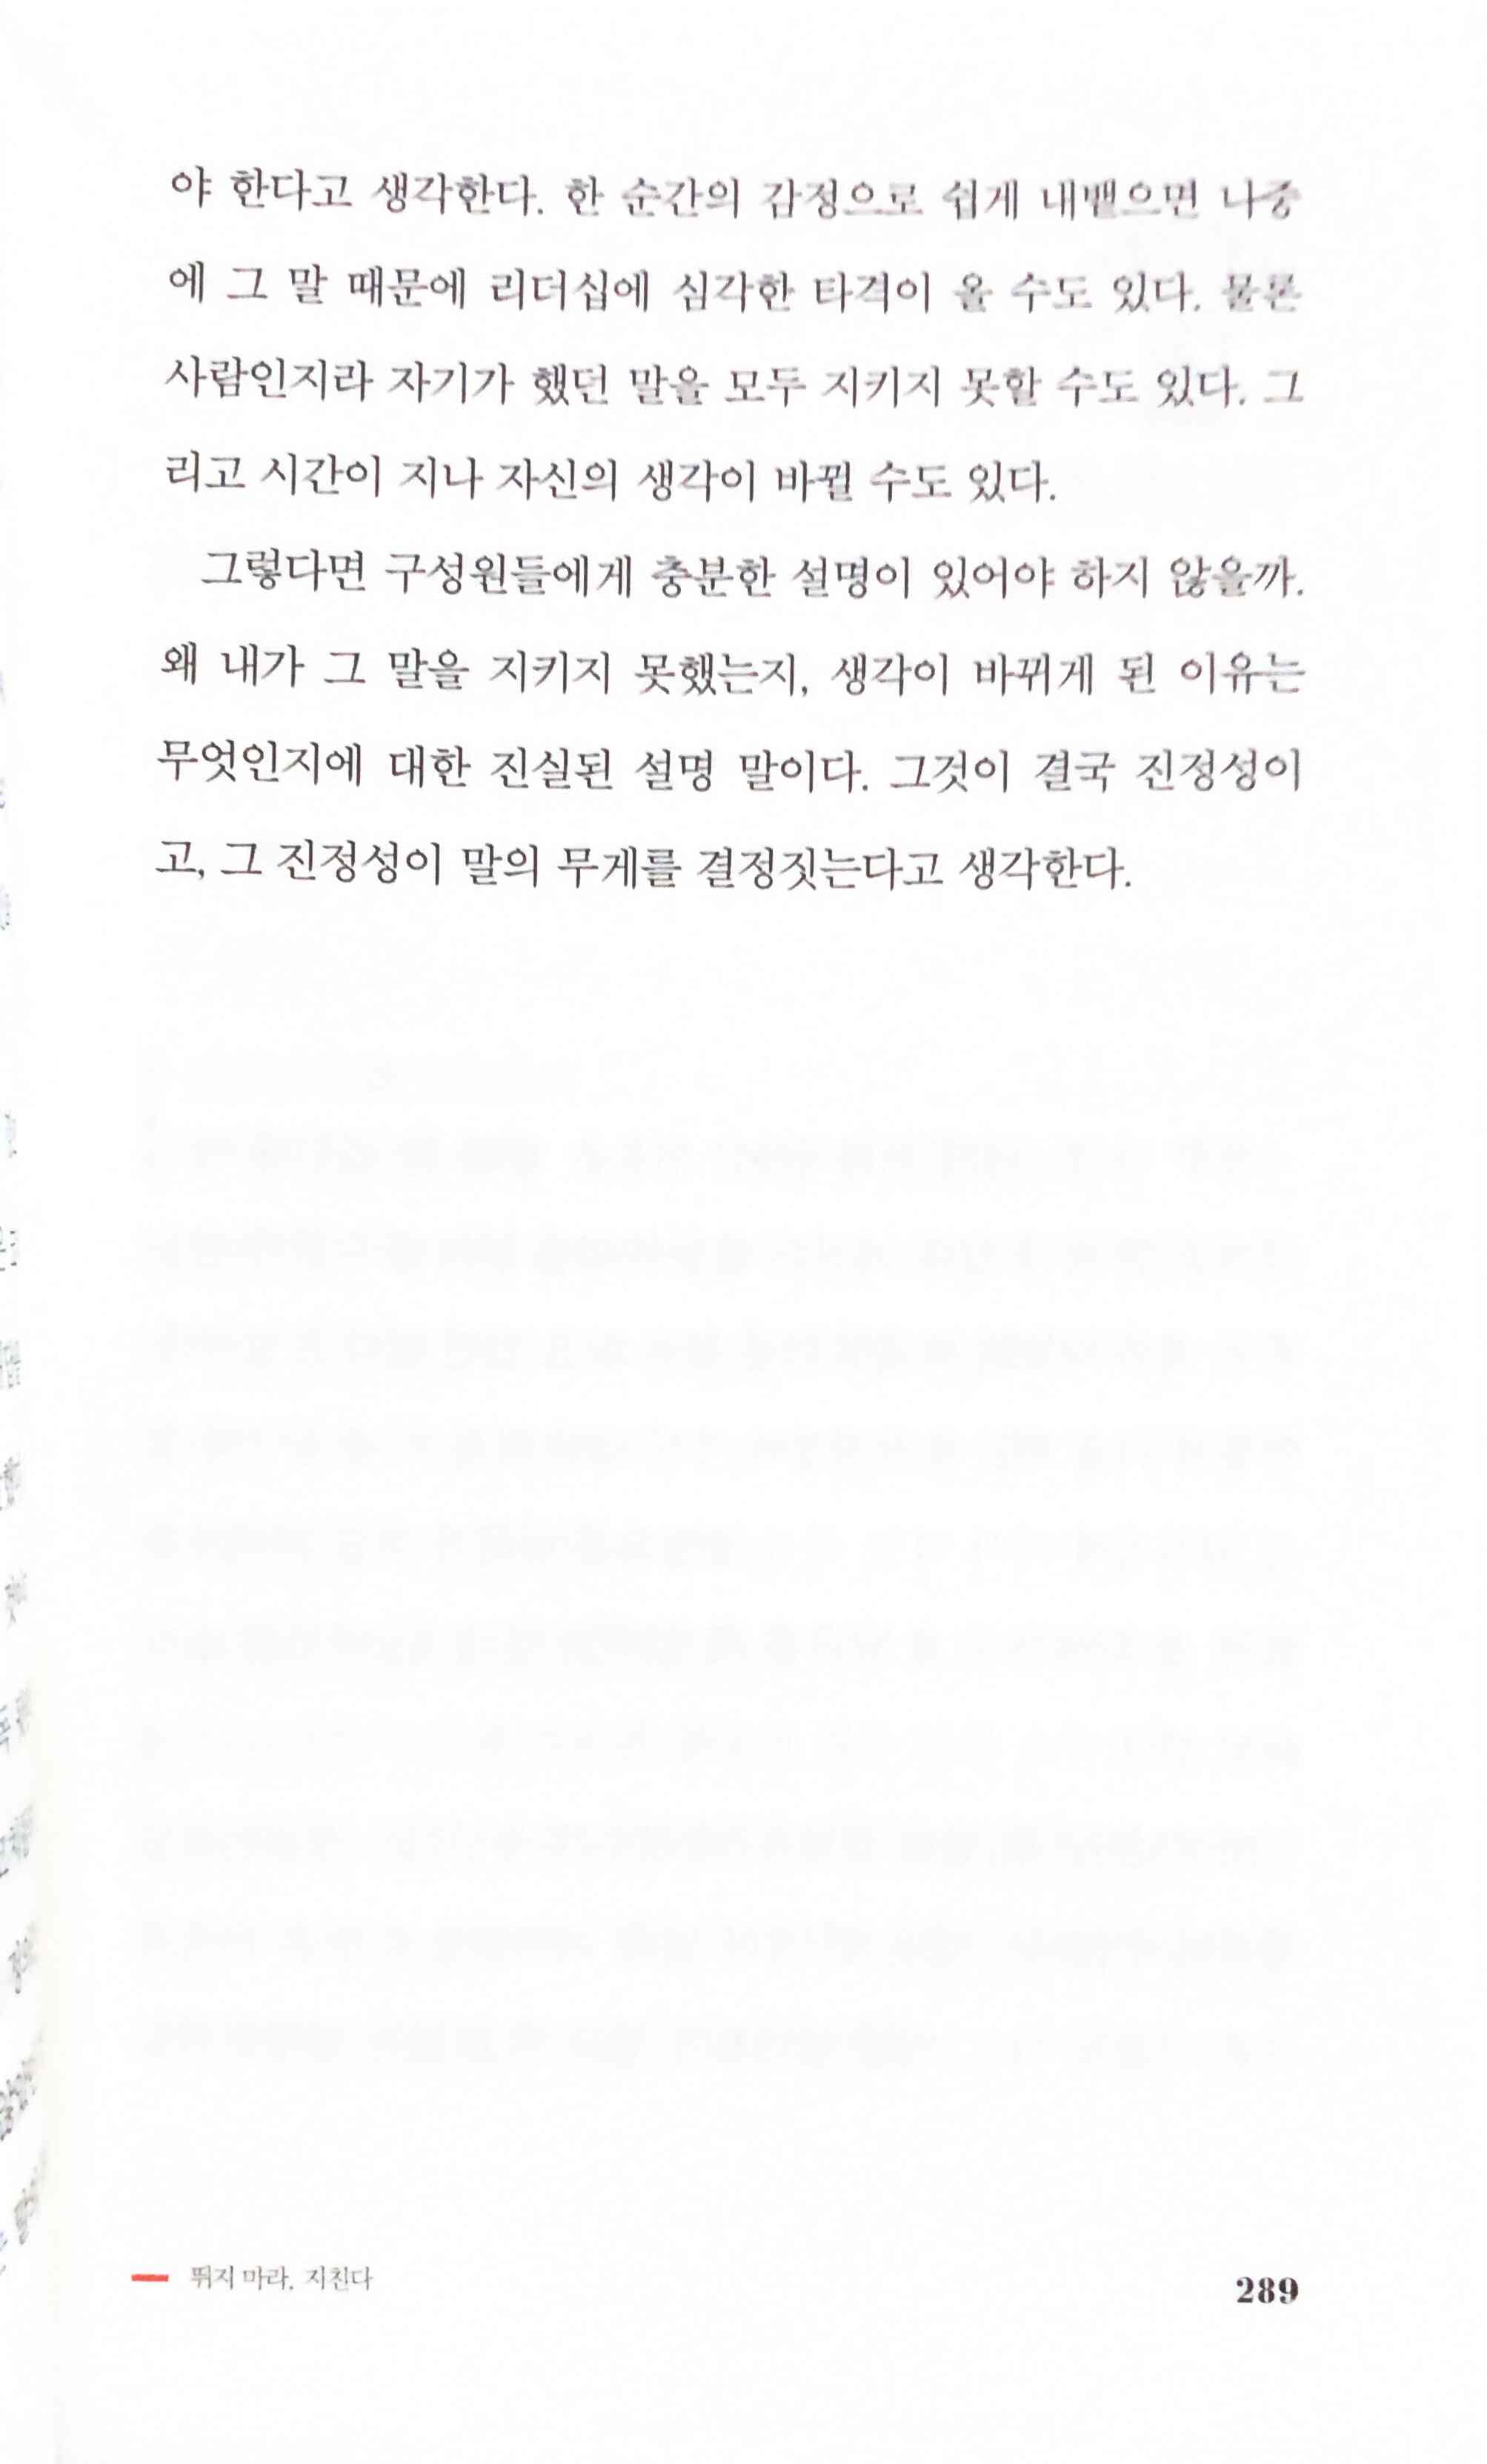 야 한다고 생각한다. 한 순간의 감정으로 쉽게 내뱉으면 나중
에 그 말 때문에 리더십에 심각한 타격이 올 수도 있다. 물론
사람인지라 자기가 했던 말을 모두 지키지 못할 수도 있다. 그
리고 시간이 지나 자신의 생각이 바뀔 수도 있다.
그렇다면 구성원들에게 충분한 설명이 있어야 하지 않을까.
왜 내가 그 말을 지키지 못했는지, 생각이 바뀌게 된 이유는
무엇인지에 대한 진실된 설명 말이다. 그것이 결국 진정성이
고, 그 진정성이 말의 무게를 결정짓는다고 생각한다.
뛰지 마라, 지친다
289